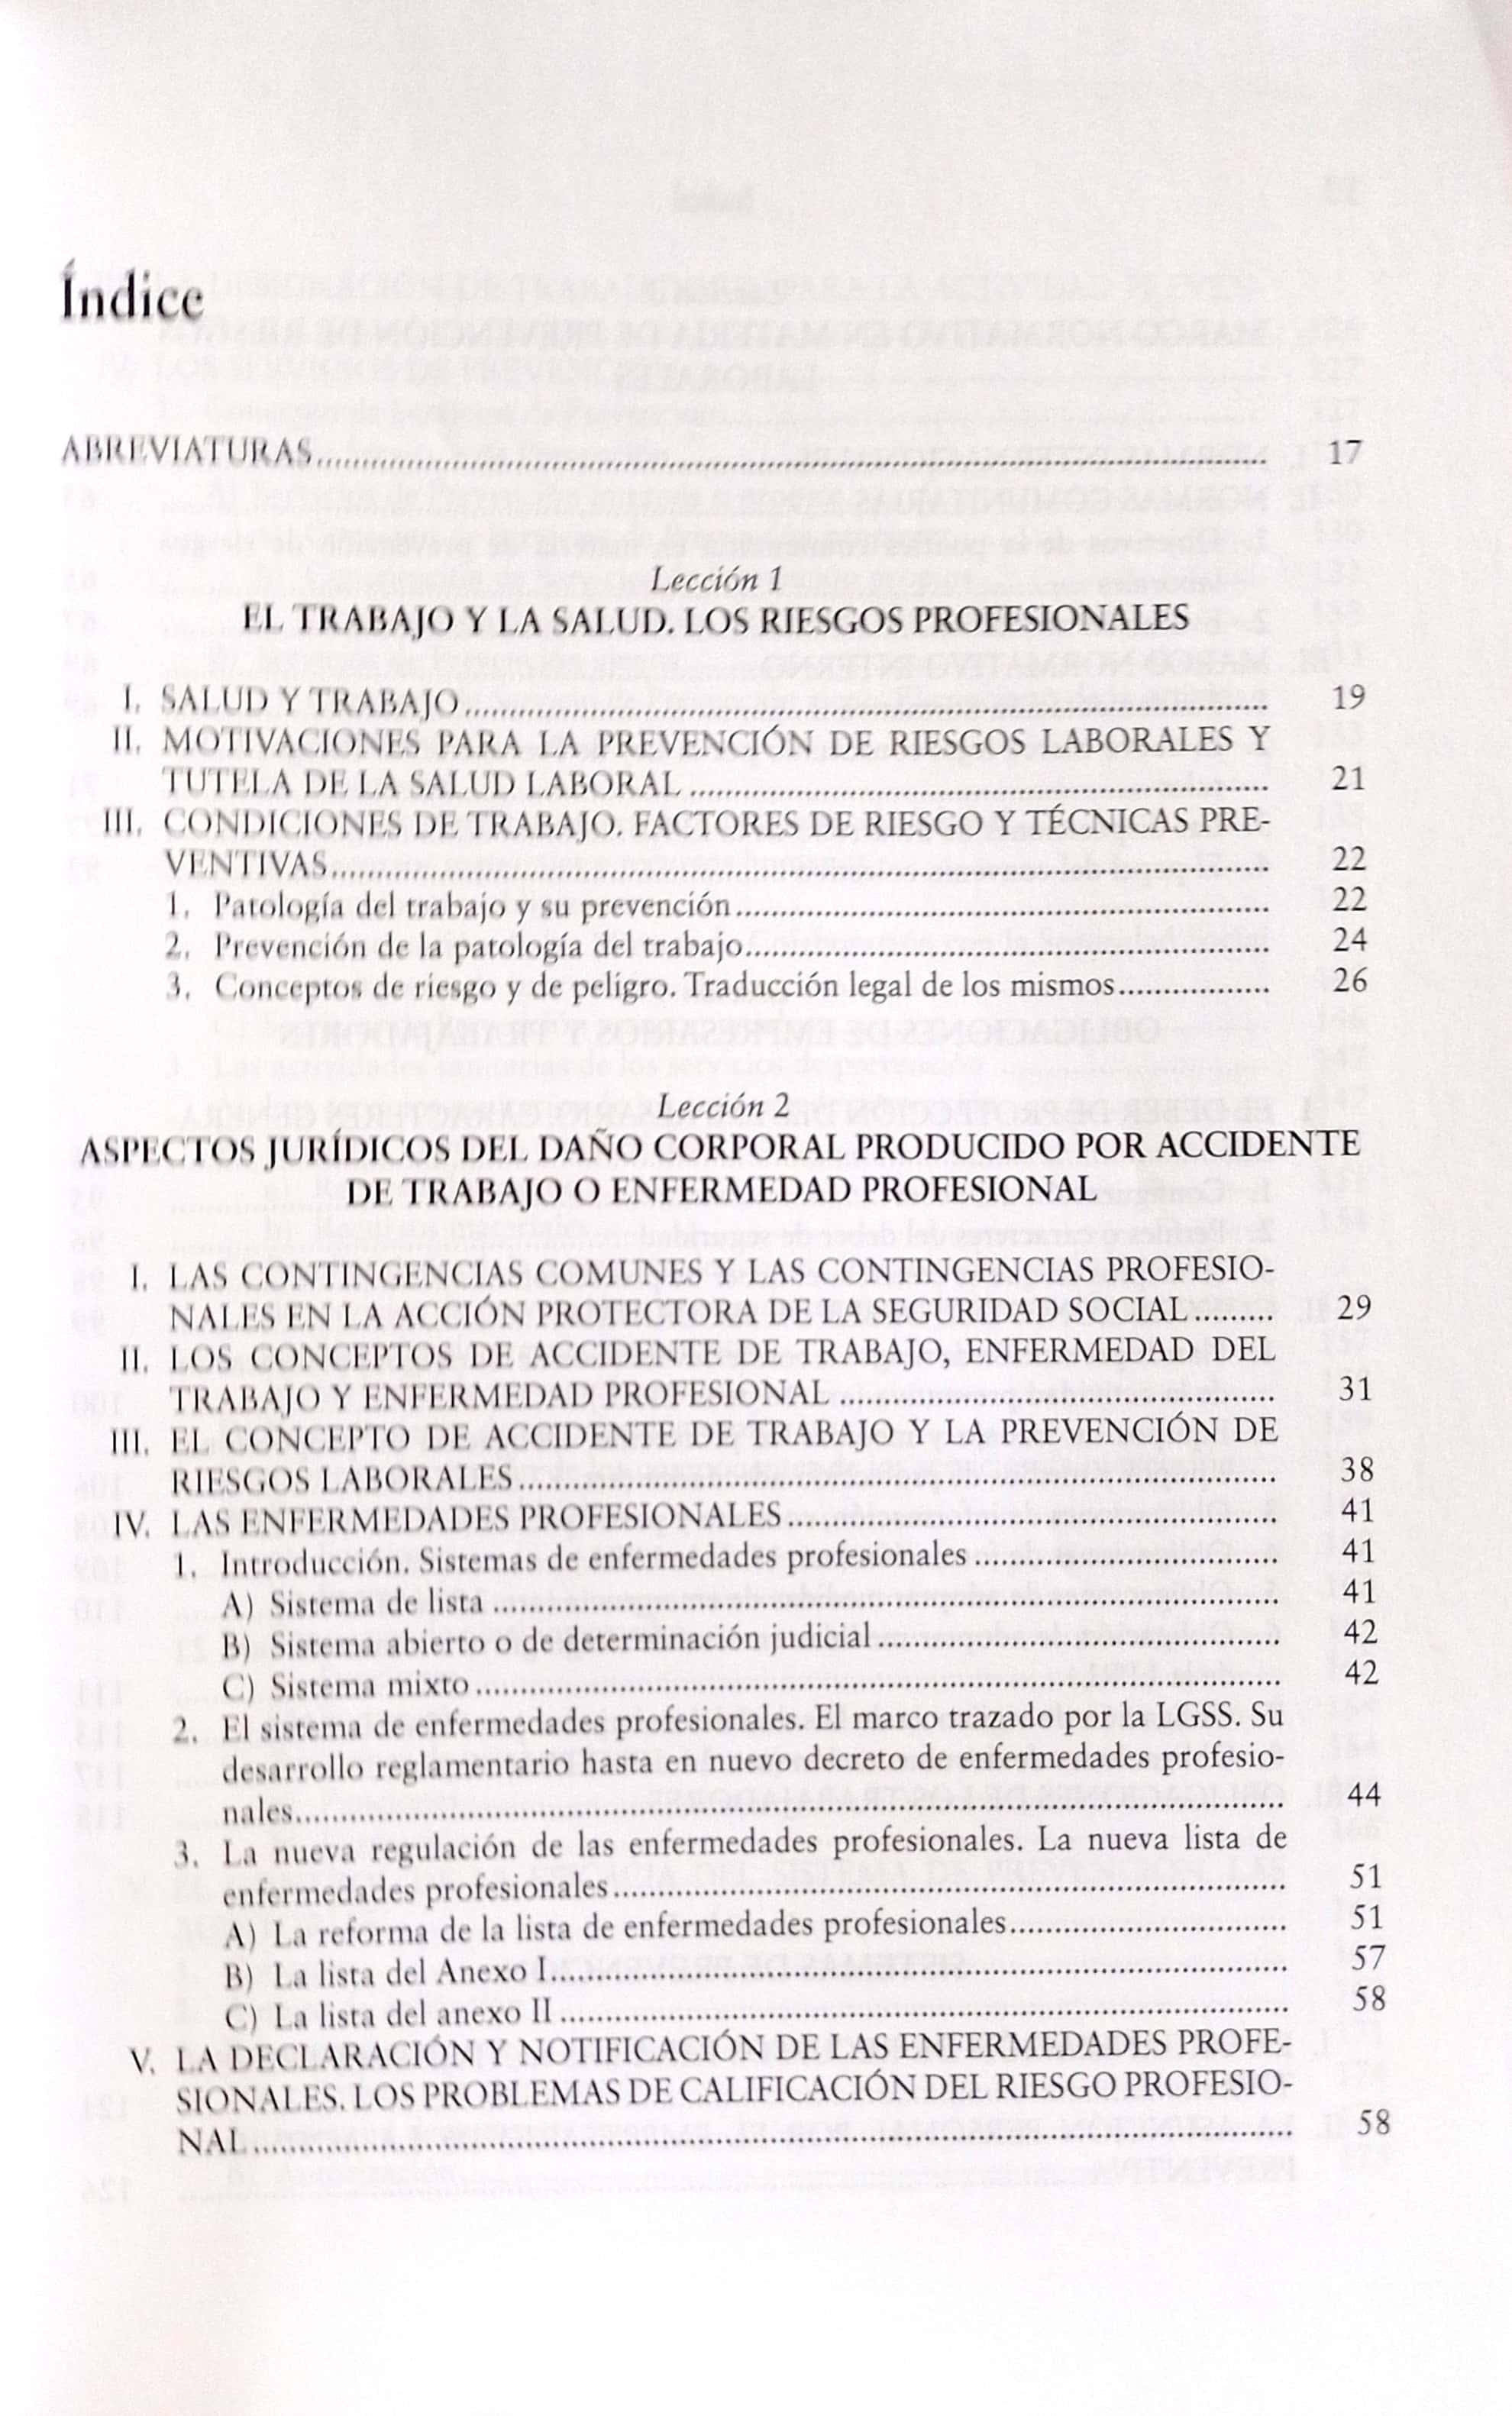 Índice
ABREVIATURAS........ 17
Lección 1
EL TRABAJO Y LA SALUD. LOS RIESGOS PROFESIONALES
I. SALUD Y TRABAJO........ 19
II. MOTIVACIONES PARA LA PREVENCIÓN DE RIESGOS LABORALES Y
TUTELA DE LA SALUD LABORAL ........ 21
III. CONDICIONES DE TRABAJO. FACTORES DE RIESGO Y TÉCNICAS PRE-
VENTIVAS........ 22
1. Patología del trabajo y su prevención........ 22
2. Prevención de la patología del trabajo........ 24
3. Conceptos de riesgo y de peligro. Traducción legal de los mismos........ 26
Lección 2
ASPECTOS JURÍDICOS DEL DAÑO CORPORAL PRODUCIDO POR ACCIDENTE
DE TRABAJO O ENFERMEDAD PROFESIONAL
I. LAS CONTINGENCIAS COMUNES Y LAS CONTINGENCIAS PROFESIO-
NALES EN LA ACCIÓN PROTECTORA DE LA SEGURIDAD SOCIAL ........ 29
II. LOS CONCEPTOS DE ACCIDENTE DE TRABAJO, ENFERMEDAD DEL
TRABAJO Y ENFERMEDAD PROFESIONAL ........ 31
III. EL CONCEPTO DE ACCIDENTE DE TRABAJO Y LA PREVENCIÓN DE
RIESGOS LABORALES........ 38
IV. LAS ENFERMEDADES PROFESIONALES........ 41
1. Introducción. Sistemas de enfermedades profesionales ........ 41
A) Sistema de lista ........ 41
B) Sistema abierto o de determinación judicial ........ 42
C) Sistema mixto ........ 42
2. El sistema de enfermedades profesionales. El marco trazado por la LGSS. Su
desarrollo reglamentario hasta en nuevo decreto de enfermedades profesio-
nales........ 44
3. La nueva regulación de las enfermedades profesionales. La nueva lista de
enfermedades profesionales........ 51
A) La reforma de la lista de enfermedades profesionales........ 51
B) La lista del Anexo I........ 57
C) La lista del anexo II ........ 58
V. LA DECLARACIÓN Y NOTIFICACIÓN DE LAS ENFERMEDADES PROFE-
SIONALES. LOS PROBLEMAS DE CALIFICACIÓN DEL RIESGO PROFESIO-
NAL ........ 58